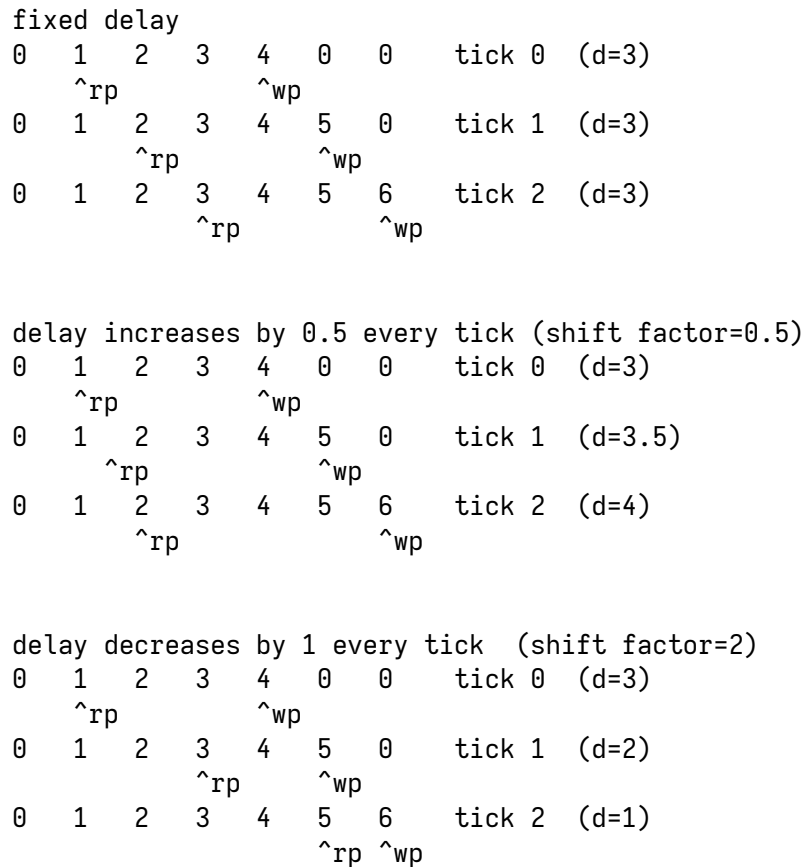 fixed delay
0   1   2   3   4   0   0    tick 0  (d=3)
    ^rp         ^wp
0   1   2   3   4   5   0    tick 1  (d=3)
        ^rp         ^wp
0   1   2   3   4   5   6    tick 2  (d=3)
            ^rp         ^wp
delay increases by 0.5 every tick (shift factor=0.5)
0   1   2   3   4   0   0    tick 0  (d=3)
    ^rp         ^wp
0   1   2   3   4   5   0    tick 1  (d=3.5)
      ^rp           ^wp
0   1   2   3   4   5   6    tick 2  (d=4)
        ^rp             ^wp
delay decreases by 1 every tick  (shift factor=2)
0   1   2   3   4   0   0    tick 0  (d=3)
    ^rp         ^wp
0   1   2   3   4   5   0    tick 1  (d=2)
            ^rp     ^wp
0   1   2   3   4   5   6    tick 2  (d=1)
                    ^rp ^wp